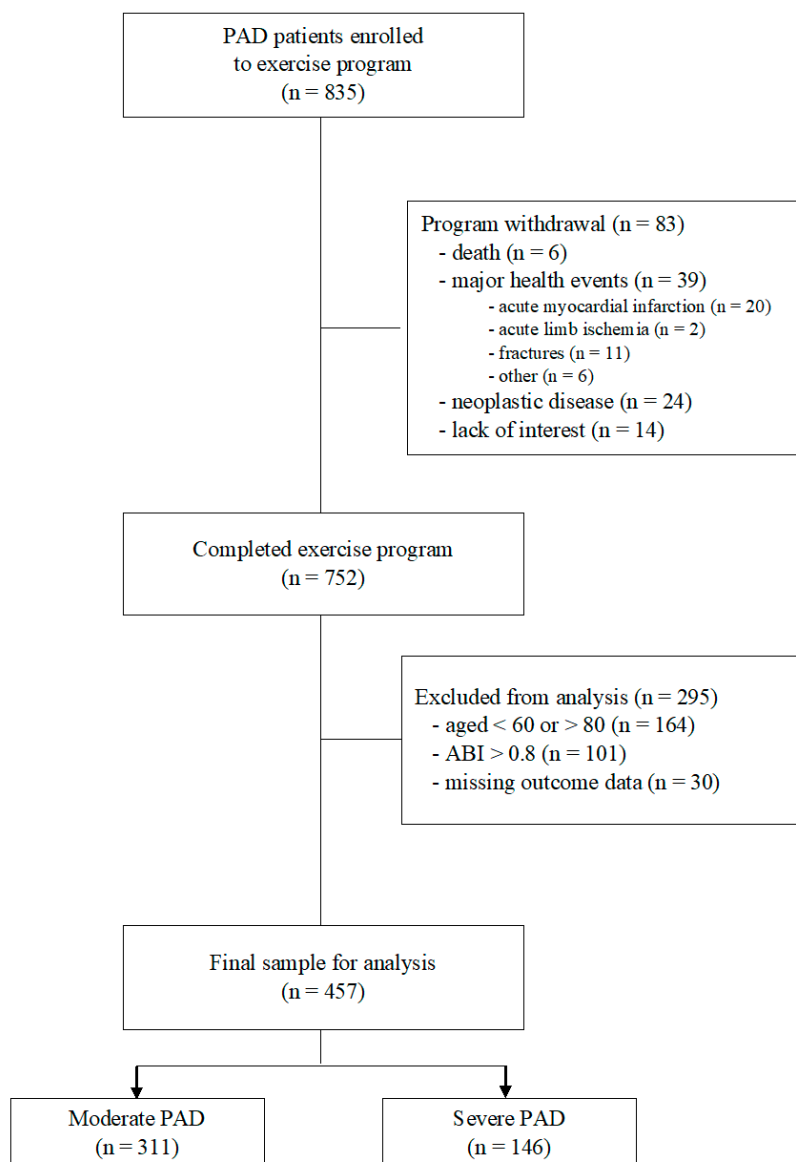 PAD patients enrolled
to exercise program
(n = 835)
Program withdrawal (n = 83)
- death (n = 6)
- major health events (n = 39)
- acute myocardial infarction (n = 20)
- acute limb ischemia (n = 2)
- fractures (n = 11)
- other (n = 6)
- neoplastic disease (n = 24)
- lack of interest (n = 14)
Completed exercise program
(n = 752)
Excluded from analysis (n = 295)
- aged < 60 or > 80 (n = 164)
- ABI > 0.8 (n = 101)
- missing outcome data (n = 30)
Final sample for analysis
(n = 457)
Moderate PAD
(n = 311)
Severe PAD
(n = 146)